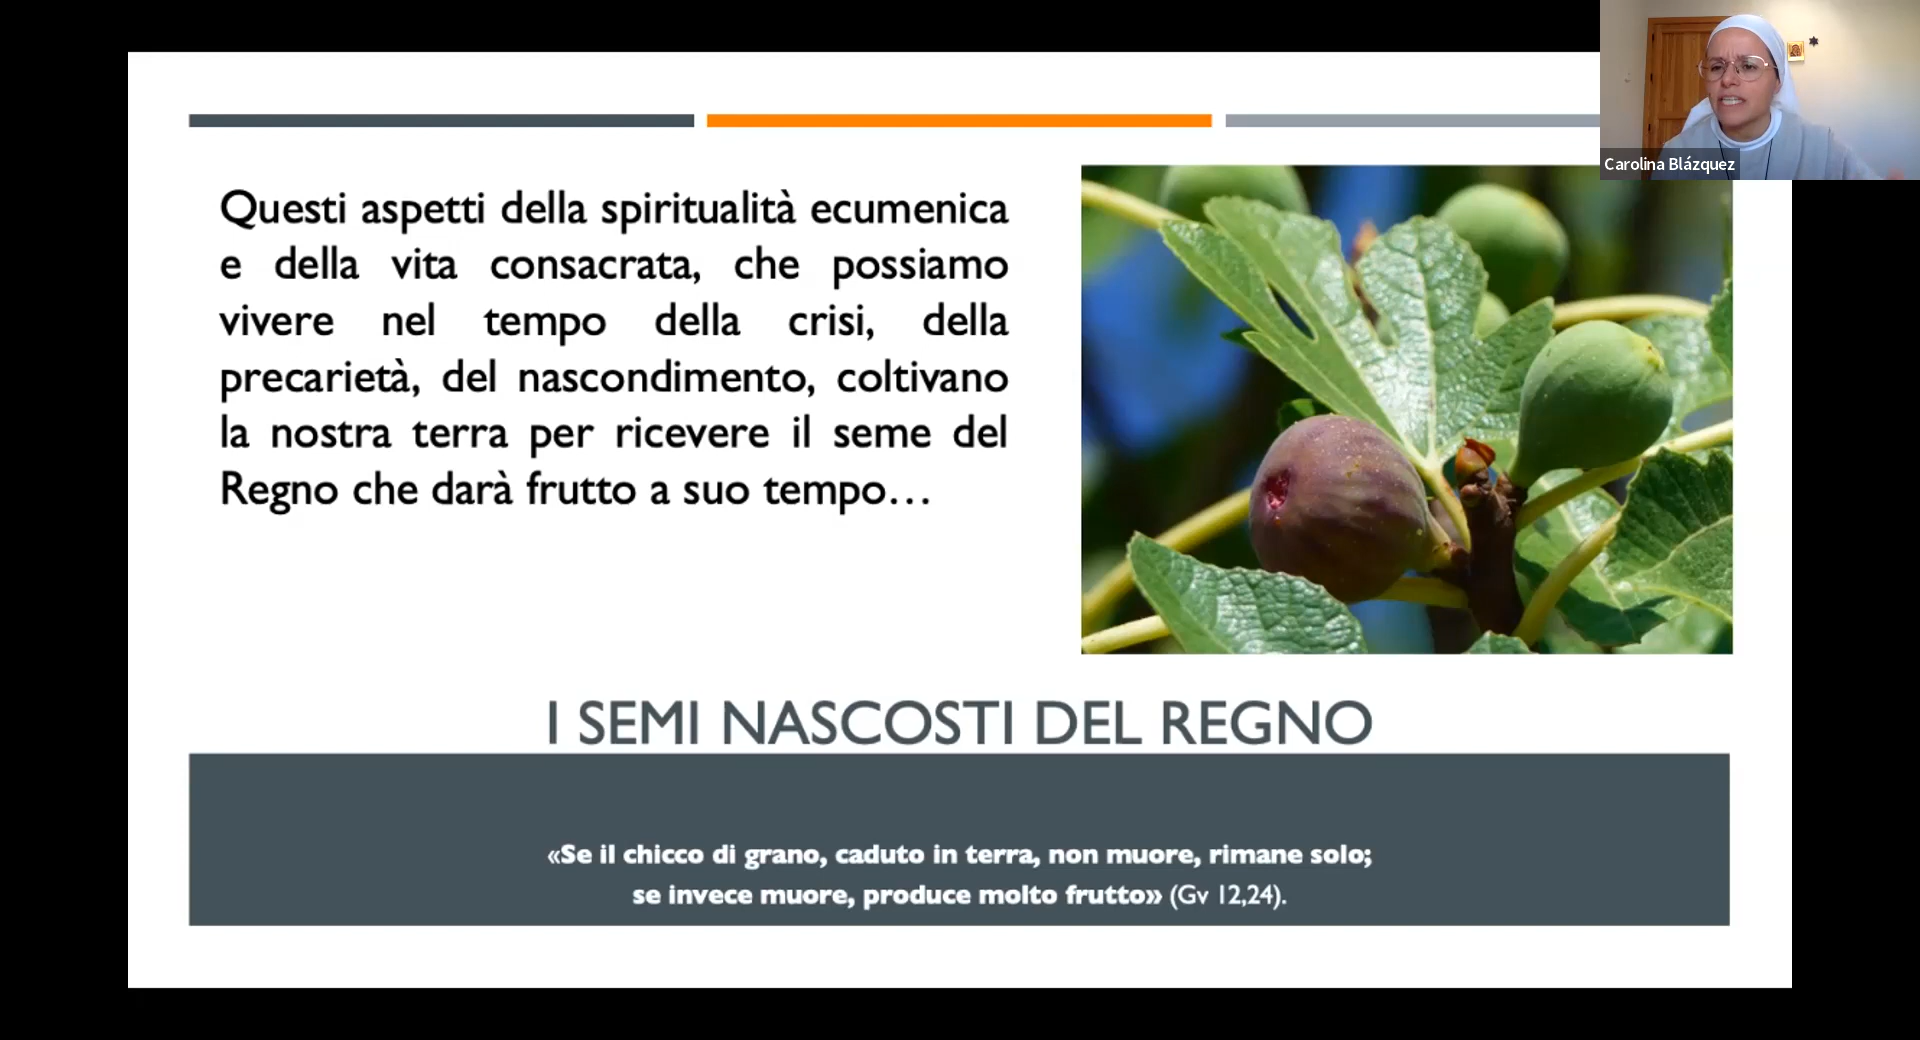 Carolina Blázquez
Questi aspetti della spiritualità ecumenica
e della vita consacrata, che possiamo
vivere nel tempo della crisi, della
precarietà, del nascondimento, coltivano
la nostra terra per ricevere il seme del
Regno che darà frutto a suo tempo…
I SEMI NASCOSTI DEL REGNO
«Se il chicco di grano, caduto in terra, non muore, rimane solo;
se invece muore, produce molto frutto» (Gv 12,24).